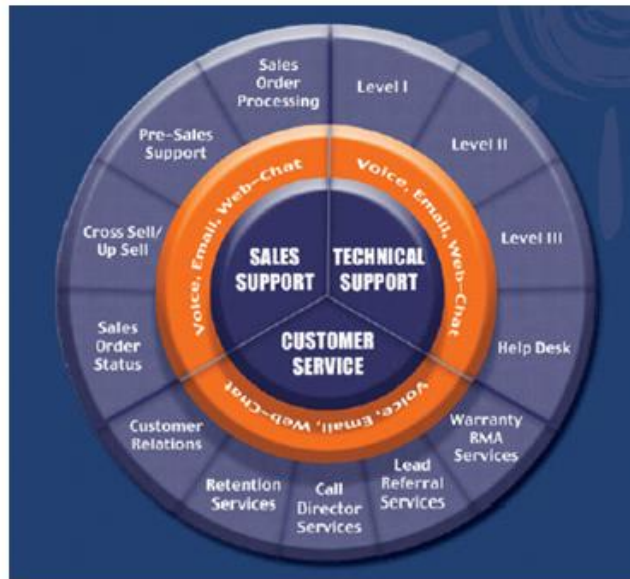 Sales
Order
Processing
Level I
Pre-Sales
Support
Level II
Cross Sell/
Up Sell
Level III
Sales
Order
Status
Help Desk
Customer
Relations
Warranty
RMA
Services
Retention
Services
Call
Director
Services
Lead
Referral
Services
Voice, Email, Web-Chat
Voice, Email, Web-Chat
Voice, Email, Web-Chat
SALES
SUPPORT
TECHNICAL
SUPPORT
CUSTOMER
SERVICE